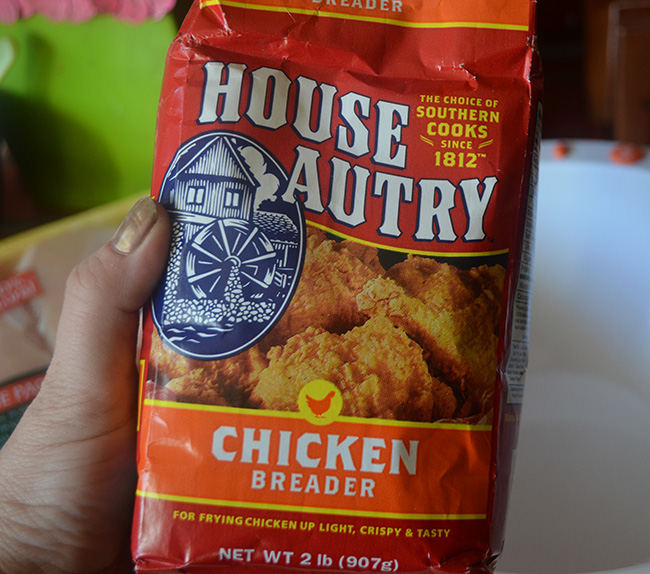 BREADER
HOUSE
AUTRY
THE CHOICE OF
SOUTHERN
COOKS
SINCE
1812™
CHICKEN
BREADER
FOR FRYING CHICKEN UP LIGHT, CRISPY & TASTY
NET WT 2 lb (907g)